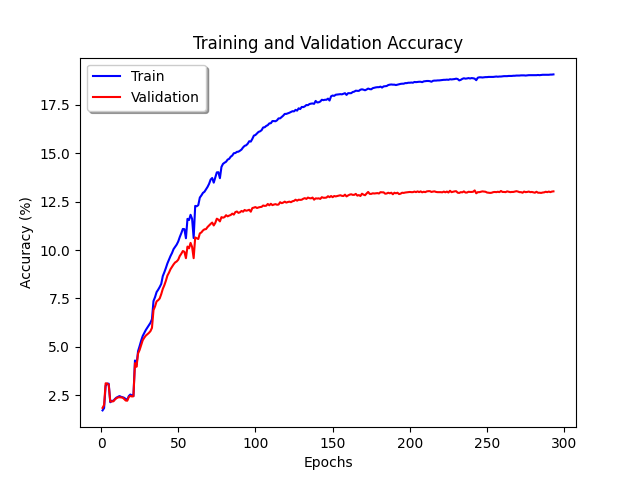 Training and Validation Accuracy
Train
Validation
Accuracy (%)
17.5
15.0
12.5
10.0
7.5
5.0
2.5
0 50 100 150 200 250 300
Epochs